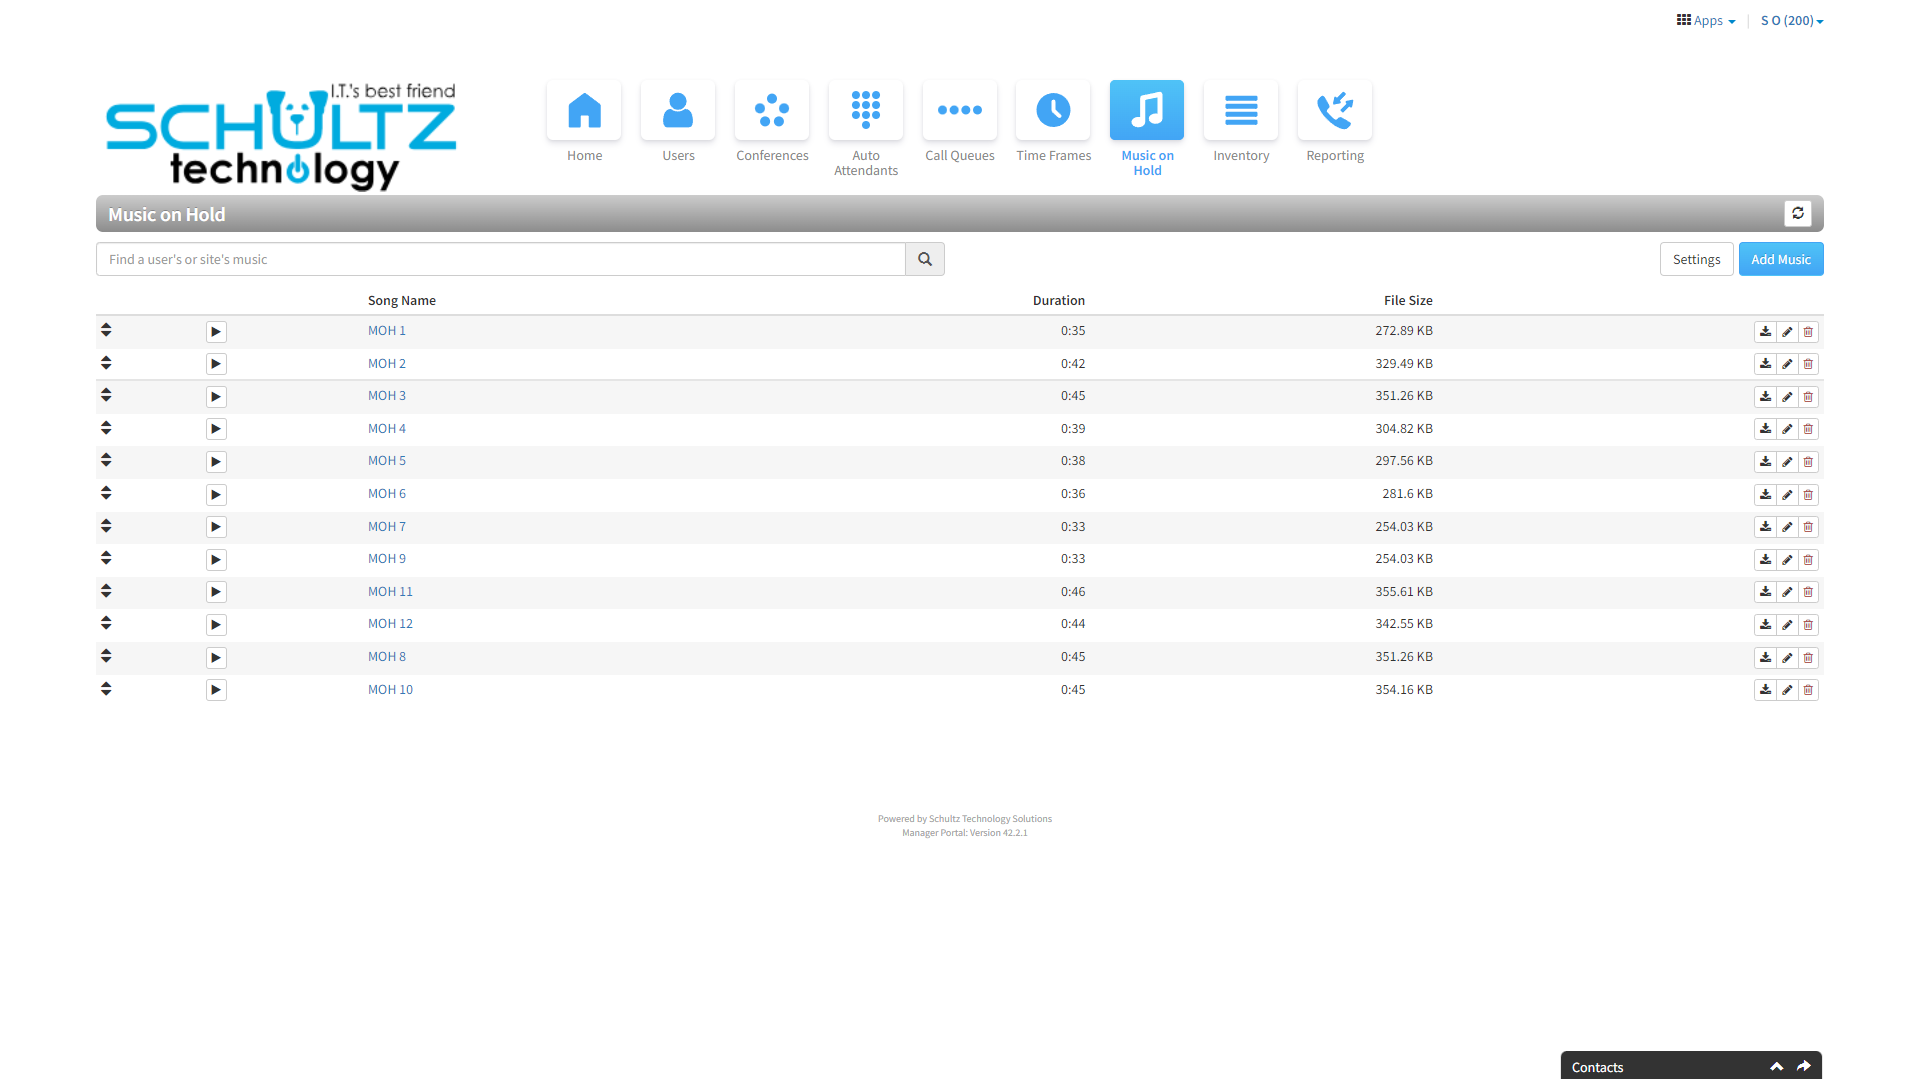 Apps
S O (200)
I.T.'s best friend
SCHULTZ
technology
Home
Users
Conferences
Auto
Attendants
Call Queues
Time Frames
Music on
Hold
Inventory
Reporting
Music on Hold
Find a user's or site's music
Settings
Add Music
Song Name Duration File Size
MOH 1 0:35 272.89 KB
MOH 2 0:42 329.49 KB
MOH 3 0:45 351.26 KB
MOH 4 0:39 304.82 KB
MOH 5 0:38 297.56 KB
MOH 6 0:36 281.6 KB
MOH 7 0:33 254.03 KB
MOH 9 0:33 254.03 KB
MOH 11 0:46 355.61 KB
MOH 12 0:44 342.55 KB
MOH 8 0:45 351.26 KB
MOH 10 0:45 354.16 KB
Powered by Schultz Technology Solutions
Manager Portal: Version 42.2.1
Contacts